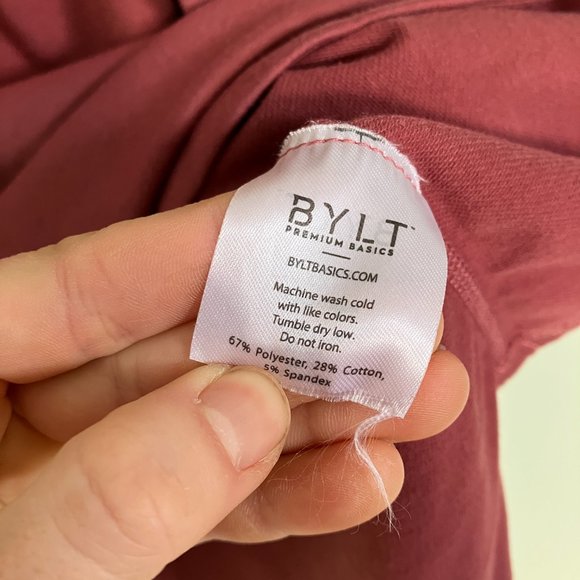 BYLT™
PREMIUM BASICS
BYLTBASICS.COM
Machine wash cold
with like colors.
Tumble dry low.
Do not iron.
67% Polyester, 28% Cotton,
5% Spandex